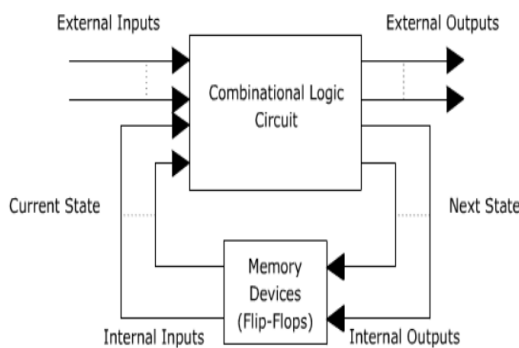 External Inputs
External Outputs
Combinational Logic
Circuit
Current State
Next State
Memory
Devices
(Flip-Flops)
Internal Inputs
Internal Outputs